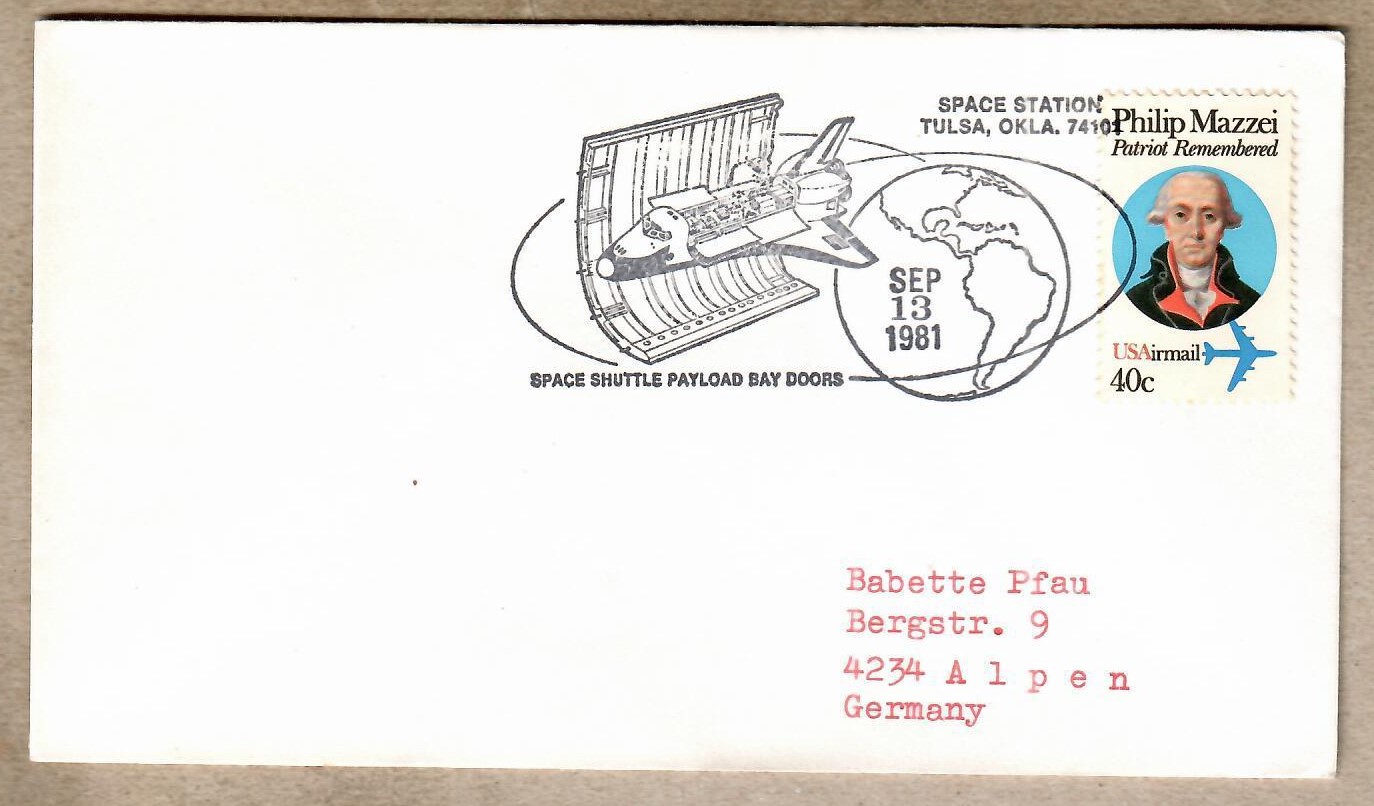 SPACE STATION
TULSA, OKLA. 74101
Philip Mazzei
Patriot Remembered
SEP
13
1981
USAirmail
40c
SPACE SHUTTLE PAYLOAD BAY DOORS
Babette Pfau
Bergstr. 9
4234 A l p e n
Germany